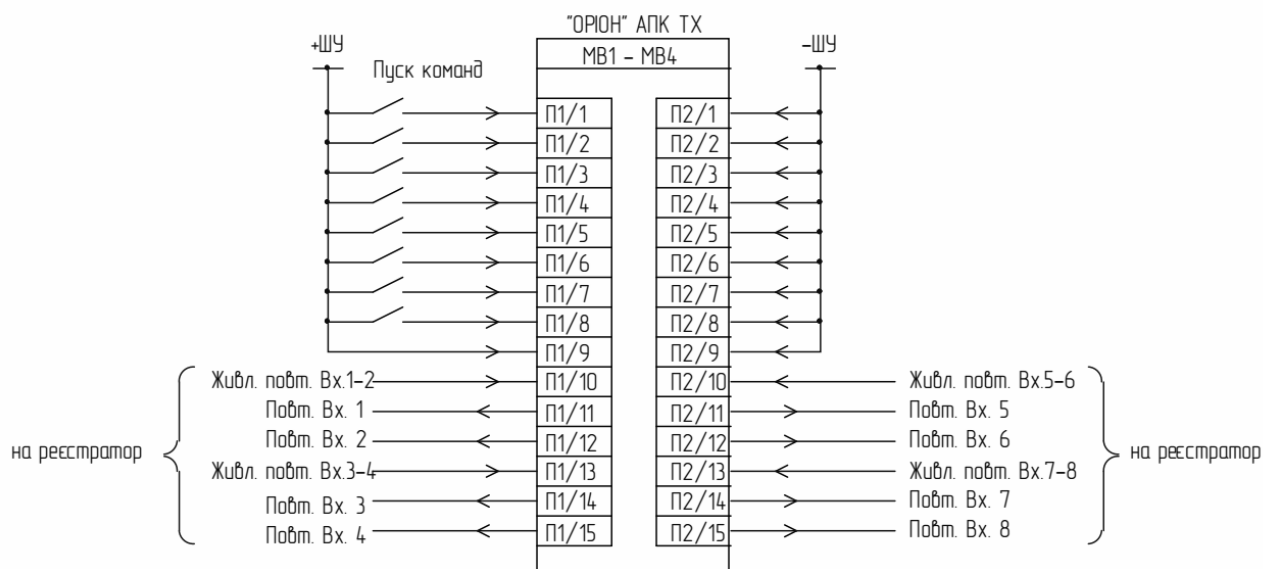 "ОРІОН" АПК ТХ
+ШУ
МВ1 - МВ4
-ШУ
Пуск команд
П1/1 П2/1
П1/2 П2/2
П1/3 П2/3
П1/4 П2/4
П1/5 П2/5
П1/6 П2/6
П1/7 П2/7
П1/8 П2/8
П1/9 П2/9
Живл. повт. Вх.1-2 П1/10 П2/10 Живл. повт. Вх.5-6
Повт. Вх. 1 П1/11 П2/11 Повт. Вх. 5
Повт. Вх. 2 П1/12 П2/12 Повт. Вх. 6
на реєстратор
на реєстратор
Живл. повт. Вх.3-4 П1/13 П2/13 Живл. повт. Вх.7-8
Повт. Вх. 3 П1/14 П2/14 Повт. Вх. 7
Повт. Вх. 4 П1/15 П2/15 Повт. Вх. 8